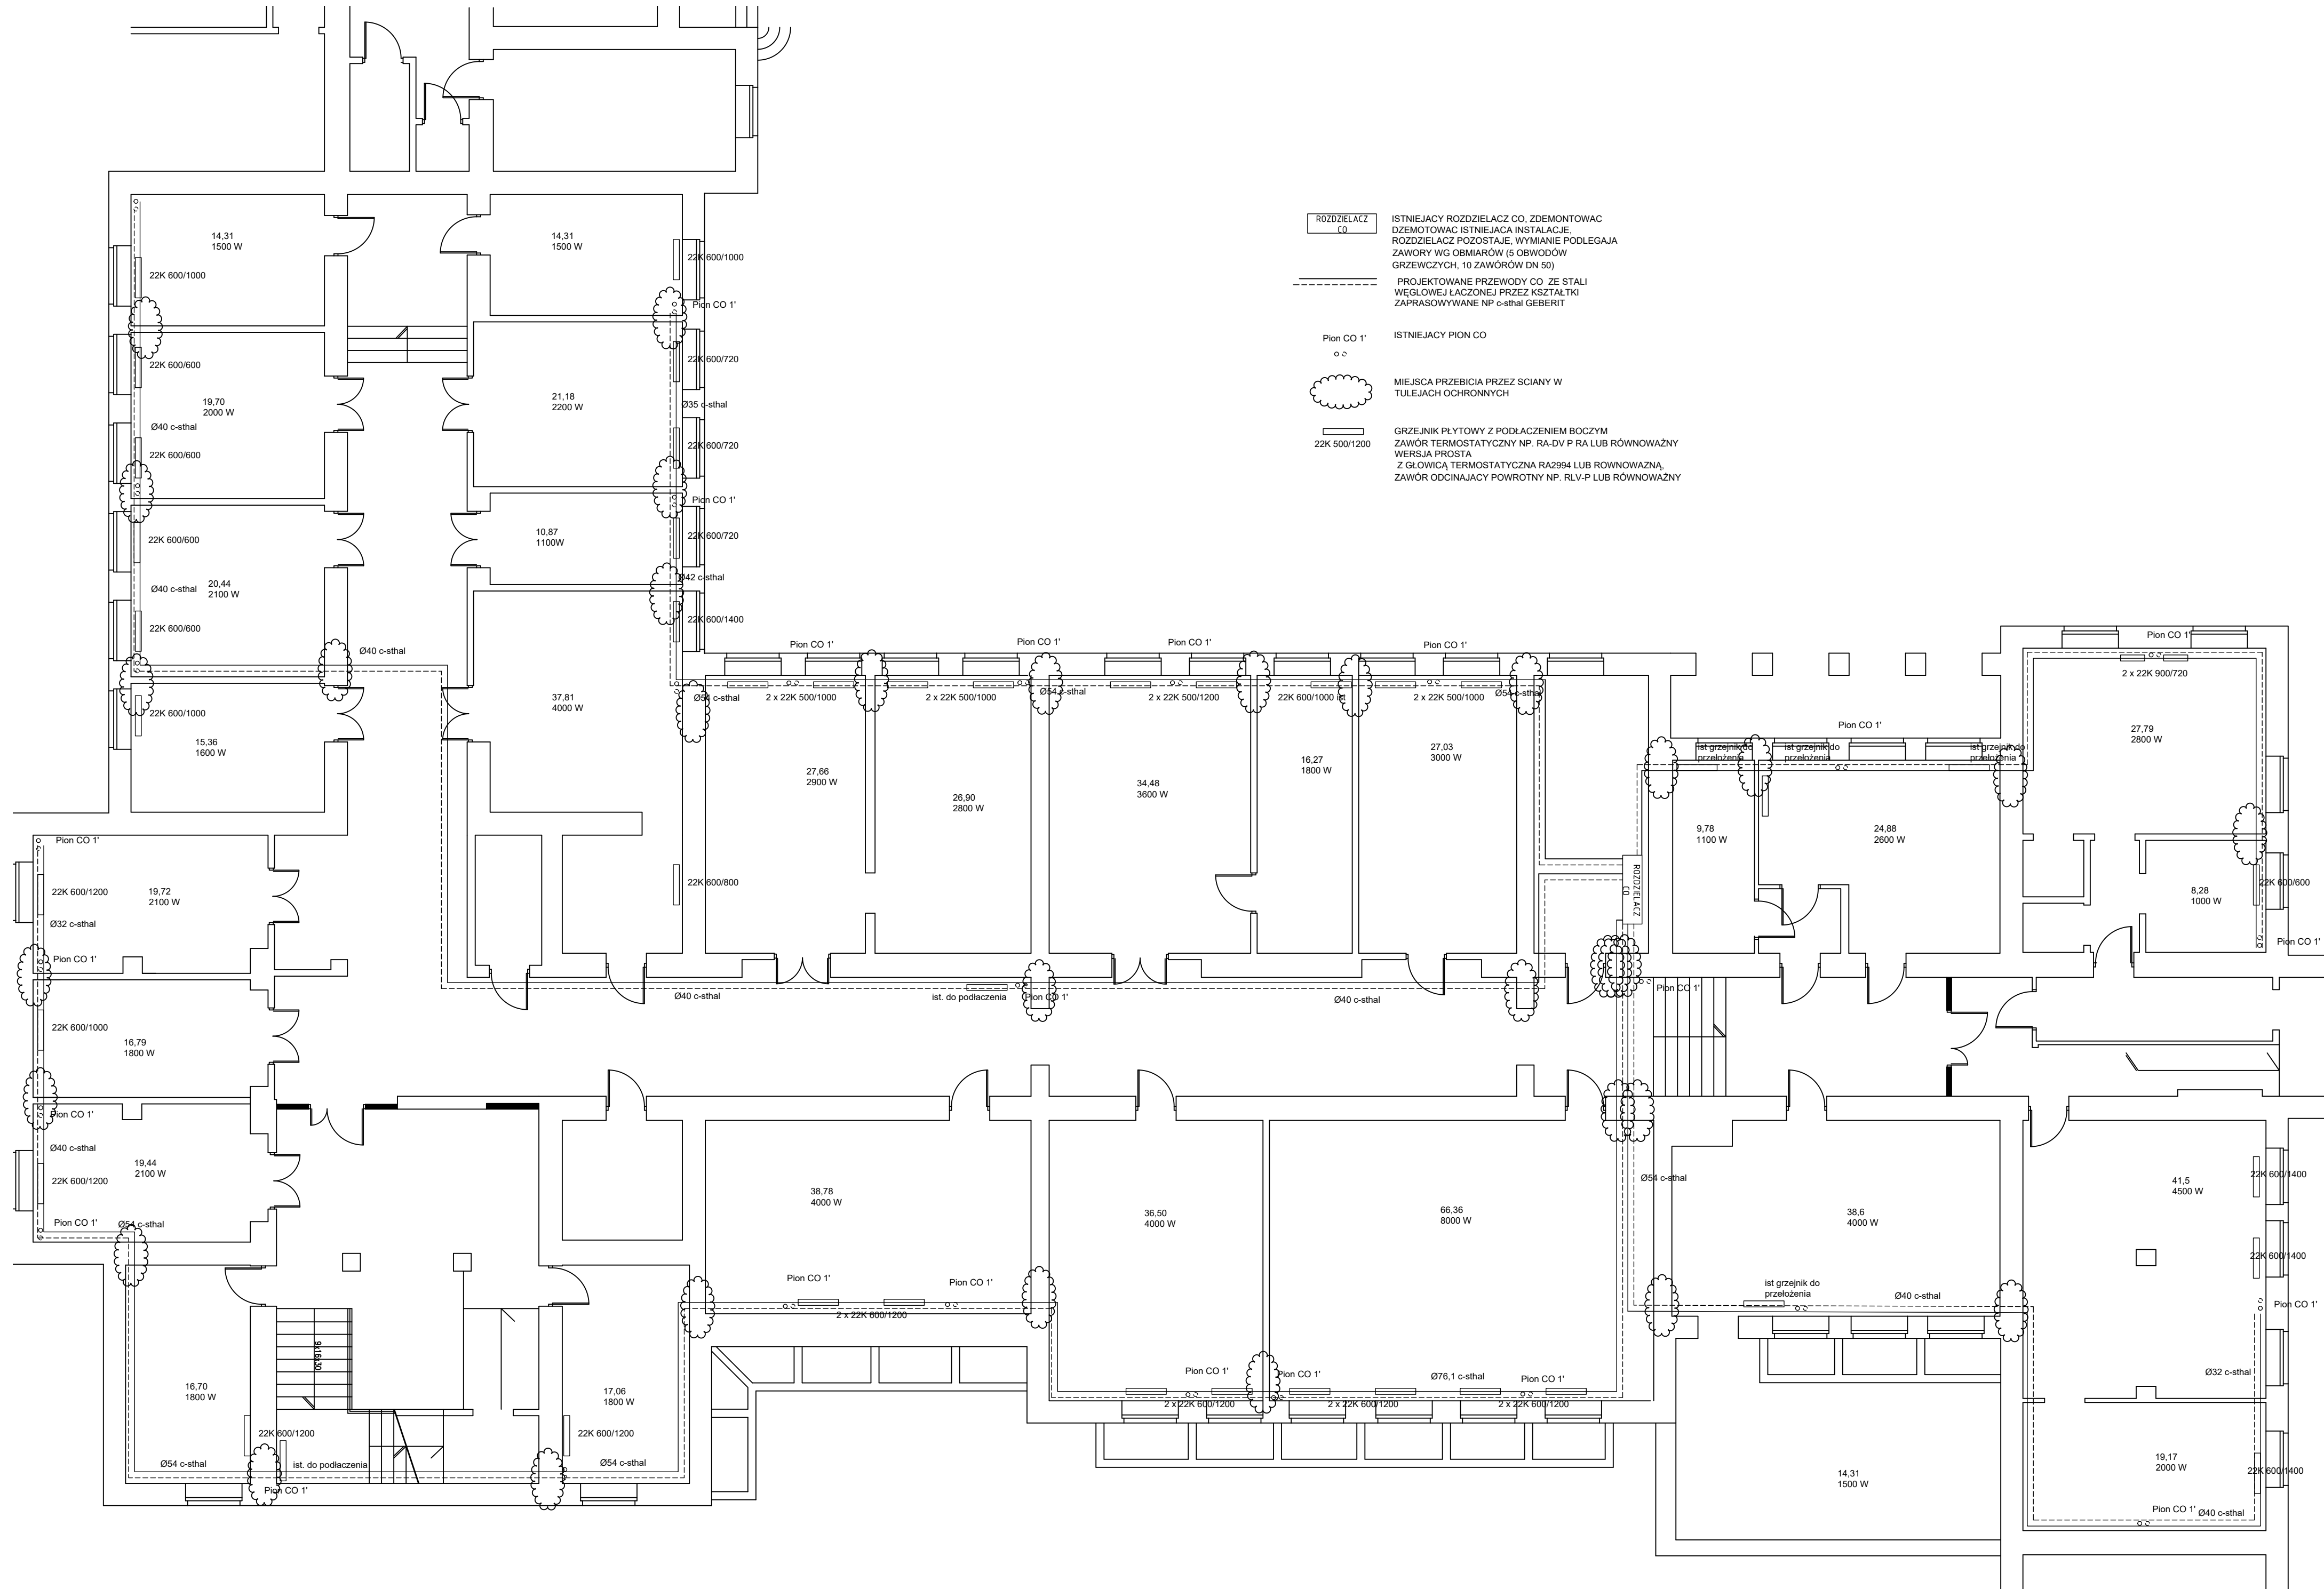 14,31
1500 W
22K 600/1000
22K 600/600
19,70
2000 W
Ø40 c-sthal
22K 600/600
22K 600/600
Ø40 c-sthal
20,44
2100 W
22K 600/600
Ø40 c-sthal
22K 600/1000
15,36
1600 W
14,31
1500 W
22K 600/1000
Pion CO 1'
22K 600/720
21,18
2200 W
Ø35 c-sthal
22K 600/720
Pion CO 1'
10,87
1100W
22K 600/720
Ø42 c-sthal
22K 600/1400
37,81
4000 W
22K 600/800
ROZDZIELACZ
CO
ISTNIEJACY ROZDZIELACZ CO, ZDEMONTOWAC
DZEMOTOWAC ISTNIEJACA INSTALACJE,
ROZDZIELACZ POZOSTAJE, WYMIANIE PODLEGAJA
ZAWORY WG OBMIARÓW (5 OBWODÓW
GRZEWCZYCH, 10 ZAWÓRÓW DN 50)
PROJEKTOWANE PRZEWODY CO  ZE STALI
WĘGLOWEJ ŁACZONEJ PRZEZ KSZTAŁTKI
ZAPRASOWYWANE NP c-sthal GEBERIT
Pion CO 1'
ISTNIEJACY PION CO
MIEJSCA PRZEBICIA PRZEZ SCIANY W
TULEJACH OCHRONNYCH
22K 500/1200
GRZEJNIK PŁYTOWY Z PODŁACZENIEM BOCZYM
ZAWÓR TERMOSTATYCZNY NP. RA-DV P RA LUB RÓWNOWAŻNY
WERSJA PROSTA
Z GŁOWICĄ TERMOSTATYCZNA RA2994 LUB ROWNOWAZNĄ,
ZAWÓR ODCINAJACY POWROTNY NP. RLV-P LUB RÓWNOWAŻNY
Pion CO 1'
Pion CO 1'
Pion CO 1'
Pion CO 1'
Ø54 c-sthal
2 x 22K 500/1000
2 x 22K 500/1000
Ø54 c-sthal
2 x 22K 500/1200
22K 600/1000 ist
2 x 22K 500/1000
Ø54 c-sthal
27,66
2900 W
26,90
2800 W
34,48
3600 W
16,27
1800 W
27,03
3000 W
ROZDZIELACZ
CO
Pion CO 1'
ist grzejnik do
przełożenia
ist grzejnik do
przełożenia
ist grzejnik do
przełożenia
9,78
1100 W
24,88
2600 W
Pion CO 1'
2 x 22K 900/720
27,79
2800 W
22K 600/600
8,28
1000 W
Pion CO 1'
Pion CO 1'
22K 600/1200
19,72
2100 W
Ø32 c-sthal
Pion CO 1'
22K 600/1000
16,79
1800 W
Pion CO 1'
Ø40 c-sthal
19,44
2100 W
22K 600/1200
Pion CO 1'
Ø54 c-sthal
Ø40 c-sthal
ist. do podłaczenia
Pion CO 1'
Ø40 c-sthal
Pion CO 1'
38,78
4000 W
Pion CO 1'
Pion CO 1'
2 x 22K 600/1200
36,50
4000 W
66,36
8000 W
Ø54 c-sthal
38,6
4000 W
ist grzejnik do
przełożenia
Ø40 c-sthal
41,5
4500 W
22K 600/1400
22K 600/1400
Pion CO 1'
Pion CO 1'
Pion CO 1'
Ø76,1 c-sthal
Pion CO 1'
2 x 22K 600/1200
2 x 22K 600/1200
2 x 22K 600/1200
Ø32 c-sthal
16,70
1800 W
9x16x30
22K 600/1200
Ø54 c-sthal
ist. do podłaczenia
Pion CO 1'
17,06
1800 W
22K 600/1200
Ø54 c-sthal
14,31
1500 W
19,17
2000 W
22K 600/1400
Pion CO 1'
Ø40 c-sthal